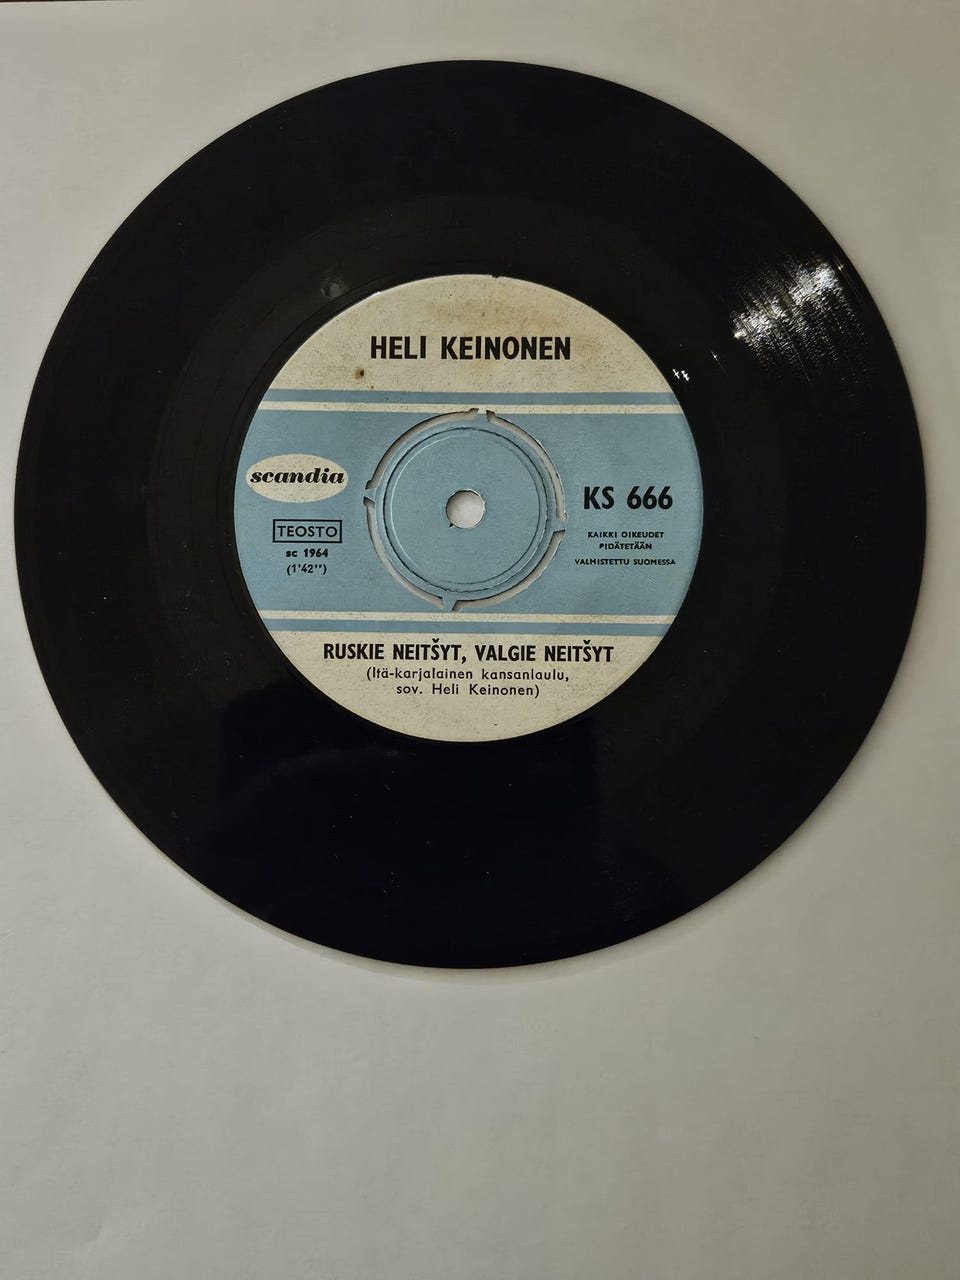 HELI KEINONEN
scandia
TEOSTO
sc 1964
(1'42'')
KS 666
KAIKKI OIKEUDET
PIDÄTETÄÄN
VALMISTETTU SUOMESSA
RUSKIE NEITŠYT, VALGIE NEITŠYT
(Itä-karjalainen kansanlaulu,
sov. Heli Keinonen)